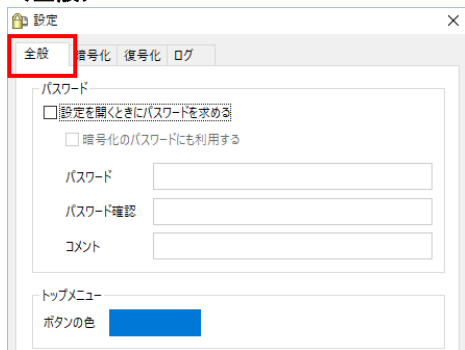 設定
全般 暗号化 復号化 ログ
パスワード
設定を開くときにパスワードを求める
暗号化のパスワードにも利用する
パスワード
パスワード確認
コメント
トップメニュー
ボタンの色